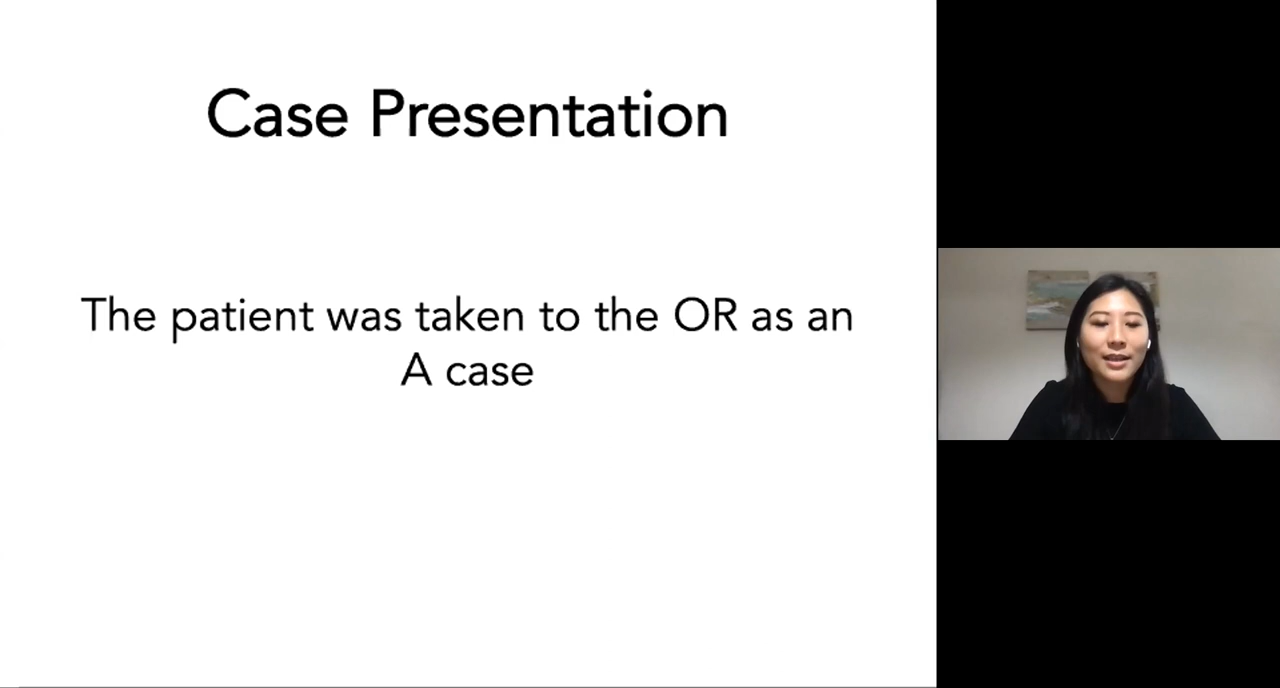 Case Presentation
The patient was taken to the OR as an
A case